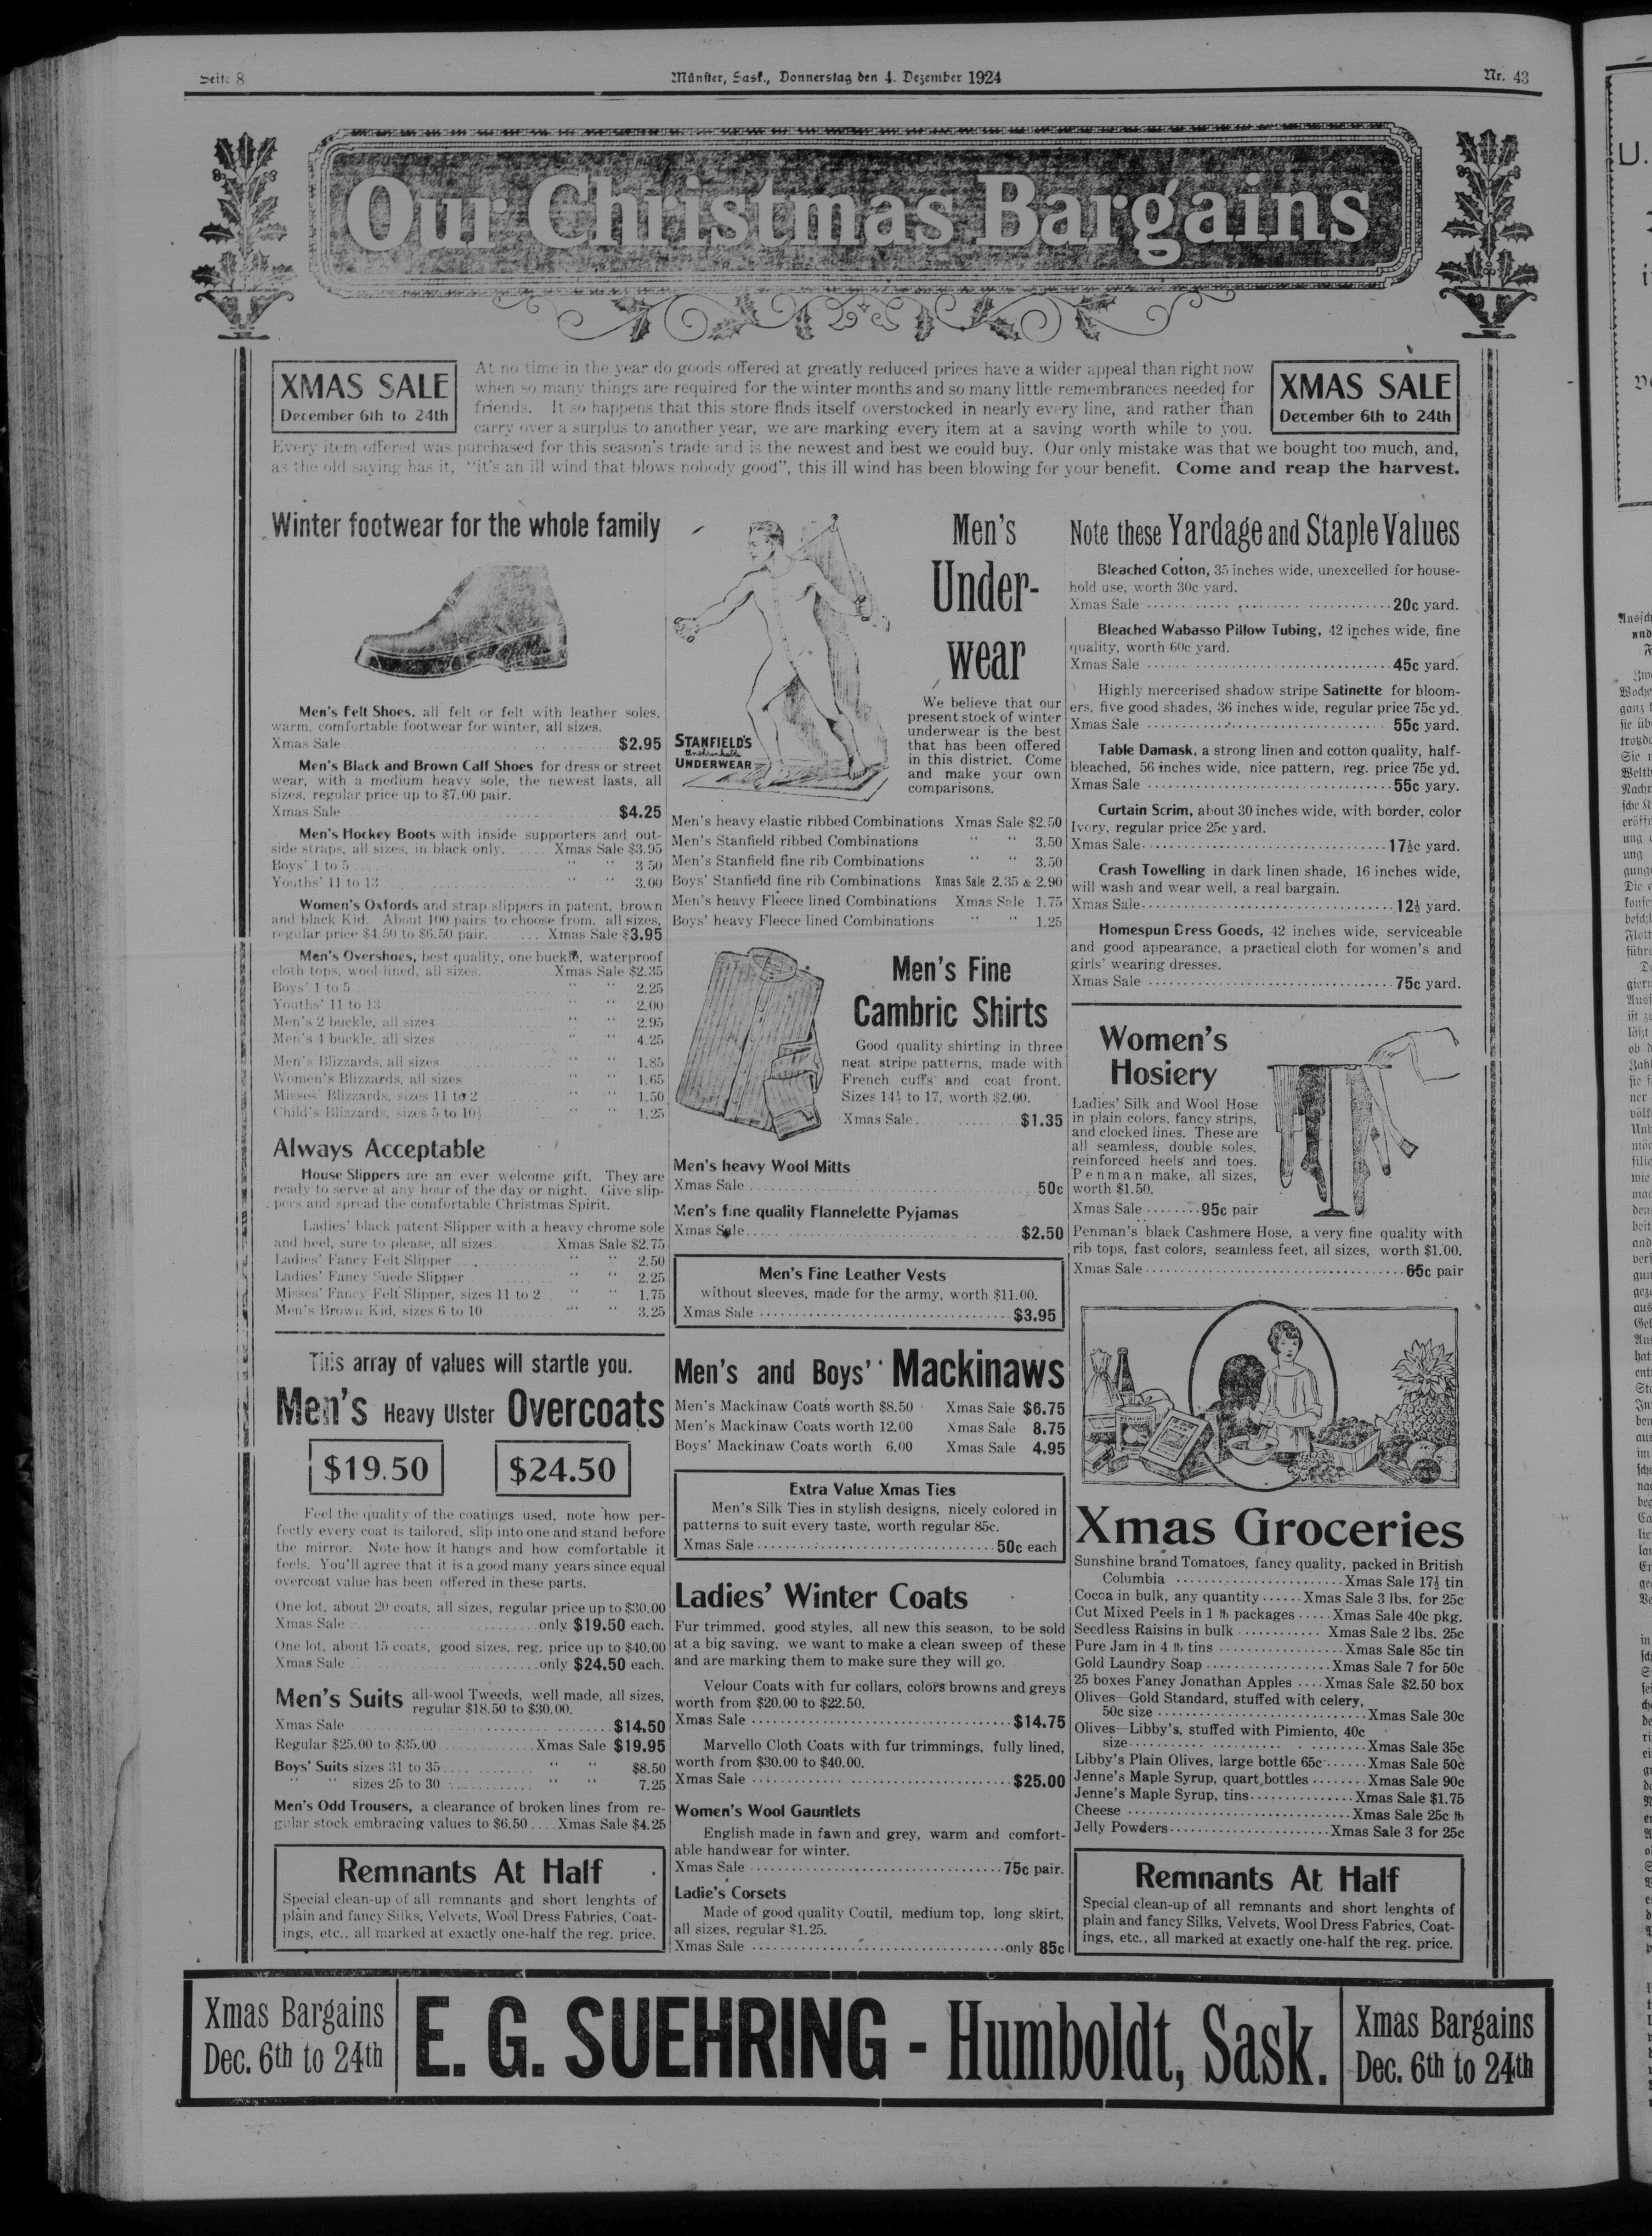 Seite 8
Münster, Sask., Donnerstag den 4. Dezember 1924
Nr. 43
Our Christmas Bargains
XMAS SALE
December 6th to 24th
At no time in the year do goods offered at greatly reduced prices have a wider appeal than right now
when so many things are required for the winter months and so many little remembrances needed for
friends. It so happens that this store finds itself overstocked in nearly every line, and rather than
carry over a surplus to another year, we are marking every item at a saving worth while to you.
Every item offered was purchased for this season's trade and is the newest and best we could buy. Our only mistake was that we bought too much, and,
as the old saying has it, "it's an ill wind that blows nobody good", this ill wind has been blowing for your benefit. Come and reap the harvest.
XMAS SALE
December 6th to 24th
Winter footwear for the whole family
Men's Felt Shoes, all felt or felt with leather soles,
warm, comfortable footwear for winter, all sizes.
Xmas Sale $2.95
Men's Black and Brown Calf Shoes for dress or street
wear, with a medium heavy sole, the newest lasts, all
sizes, regular price up to $7.00 pair.
Xmas Sale $4.25
Men's Hockey Boots with inside supporters and out-
side straps, all sizes, in black only. Xmas Sale $3.95
Boys' 1 to 5 " " 3 50
Youths' 11 to 13 " " 3.00
Women's Oxfords and strap slippers in patent, brown
and black Kid. About 100 pairs to choose from, all sizes,
regular price $4.50 to $6.50 pair. Xmas Sale $3.95
Men's Overshoes, best quality, one buckle, waterproof
cloth tops, wool-lined, all sizes. Xmas Sale $2.35
Boys' 1 to 5 " " 2.25
Youths' 11 to 13 " " 2.00
Men's 2 buckle, all sizes " " 2.95
Men's 4 buckle, all sizes " " 4.25
Men's Blizzards, all sizes " " 1.85
Women's Blizzards, all sizes " " 1.65
Misses' Blizzards, sizes 11 to 2 " " 1.50
Child's Blizzards, sizes 5 to 10½ " " 1.25
Always Acceptable
House Slippers are an ever welcome gift. They are
ready to serve at any hour of the day or night. Give slip-
pers and spread the comfortable Christmas Spirit.
Ladies' black patent Slipper with a heavy chrome sole
and heel, sure to please, all sizes Xmas Sale $2.75
Ladies' Fancy Felt Slipper " " 2.50
Ladies' Fancy Suede Slipper " " 2.25
Misses' Fancy Felt Slipper, sizes 11 to 2 " " 1.75
Men's Brown Kid, sizes 6 to 10 " " 3.25
This array of values will startle you.
Men's Heavy Ulster Overcoats
$19.50 $24.50
Feel the quality of the coatings used, note how per-
fectly every coat is tailored, slip into one and stand before
the mirror. Note how it hangs and how comfortable it
feels. You'll agree that it is a good many years since equal
overcoat value has been offered in these parts.
One lot, about 20 coats, all sizes, regular price up to $30.00
Xmas Sale only $19.50 each.
One lot, about 15 coats, good sizes, reg. price up to $40.00
Xmas Sale only $24.50 each.
Men's Suits all-wool Tweeds, well made, all sizes,
regular $18.50 to $30.00.
Xmas Sale $14.50
Regular $25.00 to $35.00 Xmas Sale $19.95
Boys' Suits sizes 31 to 35 " " $8.50
" " sizes 25 to 30 " " 7.25
Men's Odd Trousers, a clearance of broken lines from re-
gular stock embracing values to $6.50 Xmas Sale $4.25
Remnants At Half
Special clean-up of all remnants and short lenghts of
plain and fancy Silks, Velvets, Wool Dress Fabrics, Coat-
ings, etc., all marked at exactly one-half the reg. price.
STANFIELD'S
Unshrinkable
UNDERWEAR
Men's
Under-
wear
We believe that our
present stock of winter
underwear is the best
that has been offered
in this district. Come
and make your own
comparisons.
Men's heavy elastic ribbed Combinations Xmas Sale $2.50
Men's Stanfield ribbed Combinations " " 3.50
Men's Stanfield fine rib Combinations " " 3.50
Boys' Stanfield fine rib Combinations Xmas Sale 2.35 & 2.90
Men's heavy Fleece lined Combinations Xmas Sale 1.75
Boys' heavy Fleece lined Combinations " " 1.25
Men's Fine
Cambric Shirts
Good quality shirting in three
neat stripe patterns, made with
French cuffs and coat front.
Sizes 14½ to 17, worth $2.00.
Xmas Sale $1.35
Men's heavy Wool Mitts
Xmas Sale 50c
Men's fine quality Flannelette Pyjamas
Xmas Sale $2.50
Men's Fine Leather Vests
without sleeves, made for the army, worth $11.00.
Xmas Sale $3.95
Men's and Boys' Mackinaws
Men's Mackinaw Coats worth $8.50 Xmas Sale $6.75
Men's Mackinaw Coats worth 12.00 Xmas Sale 8.75
Boys' Mackinaw Coats worth 6.00 Xmas Sale 4.95
Extra Value Xmas Ties
Men's Silk Ties in stylish designs, nicely colored in
patterns to suit every taste, worth regular 85c.
Xmas Sale 50c each
Ladies' Winter Coats
Fur trimmed, good styles, all new this season, to be sold
at a big saving, we want to make a clean sweep of these
and are marking them to make sure they will go.
Velour Coats with fur collars, colors browns and greys
worth from $20.00 to $22.50.
Xmas Sale $14.75
Marvello Cloth Coats with fur trimmings, fully lined,
worth from $30.00 to $40.00.
Xmas Sale $25.00
Women's Wool Gauntlets
English made in fawn and grey, warm and comfort-
able handwear for winter.
Xmas Sale 75c pair.
Ladie's Corsets
Made of good quality Coutil, medium top, long skirt,
all sizes, regular $1.25.
Xmas Sale only 85c
Note these Yardage and Staple Values
Bleached Cotton, 35 inches wide, unexcelled for house-
hold use, worth 30c yard.
Xmas Sale 20c yard.
Bleached Wabasso Pillow Tubing, 42 inches wide, fine
quality, worth 60c yard.
Xmas Sale 45c yard.
Highly mercerised shadow stripe Satinette for bloom-
ers, five good shades, 36 inches wide, regular price 75c yd.
Xmas Sale 55c yard.
Table Damask, a strong linen and cotton quality, half-
bleached, 56 inches wide, nice pattern, reg. price 75c yd.
Xmas Sale 55c yary.
Curtain Scrim, about 30 inches wide, with border, color
Ivory, regular price 25c yard.
Xmas Sale 17½c yard.
Crash Towelling in dark linen shade, 16 inches wide,
will wash and wear well, a real bargain.
Xmas Sale 12½ yard.
Homespun Dress Goods, 42 inches wide, serviceable
and good appearance, a practical cloth for women's and
girls' wearing dresses.
Xmas Sale 75c yard.
Women's
Hosiery
Ladies' Silk and Wool Hose
in plain colors, fancy strips,
and clocked lines. These are
all seamless, double soles,
reinforced heels and toes.
Penman make, all sizes,
worth $1.50.
Xmas Sale 95c pair
Penman's black Cashmere Hose, a very fine quality with
rib tops, fast colors, seamless feet, all sizes, worth $1.00.
Xmas Sale 65c pair
Xmas Groceries
Sunshine brand Tomatoes, fancy quality, packed in British
Columbia Xmas Sale 17½ tin
Cocoa in bulk, any quantity Xmas Sale 3 lbs. for 25c
Cut Mixed Peels in 1 lb packages Xmas Sale 40c pkg.
Seedless Raisins in bulk Xmas Sale 2 lbs. 25c
Pure Jam in 4 lb tins Xmas Sale 85c tin
Gold Laundry Soap Xmas Sale 7 for 50c
25 boxes Fancy Jonathan Apples Xmas Sale $2.50 box
Olives—Gold Standard, stuffed with celery,
50c size Xmas Sale 30c
Olives—Libby's, stuffed with Pimiento, 40c
size Xmas Sale 35c
Libby's Plain Olives, large bottle 65c Xmas Sale 50c
Jenne's Maple Syrup, quart bottles Xmas Sale 90c
Jenne's Maple Syrup, tins Xmas Sale $1.75
Cheese Xmas Sale 25c lb
Jelly Powders Xmas Sale 3 for 25c
Remnants At Half
Special clean-up of all remnants and short lenghts of
plain and fancy Silks, Velvets, Wool Dress Fabrics, Coat-
ings, etc., all marked at exactly one-half the reg. price.
Xmas Bargains
Dec. 6th to 24th
E. G. SUEHRING - Humboldt, Sask.
Xmas Bargains
Dec. 6th to 24th